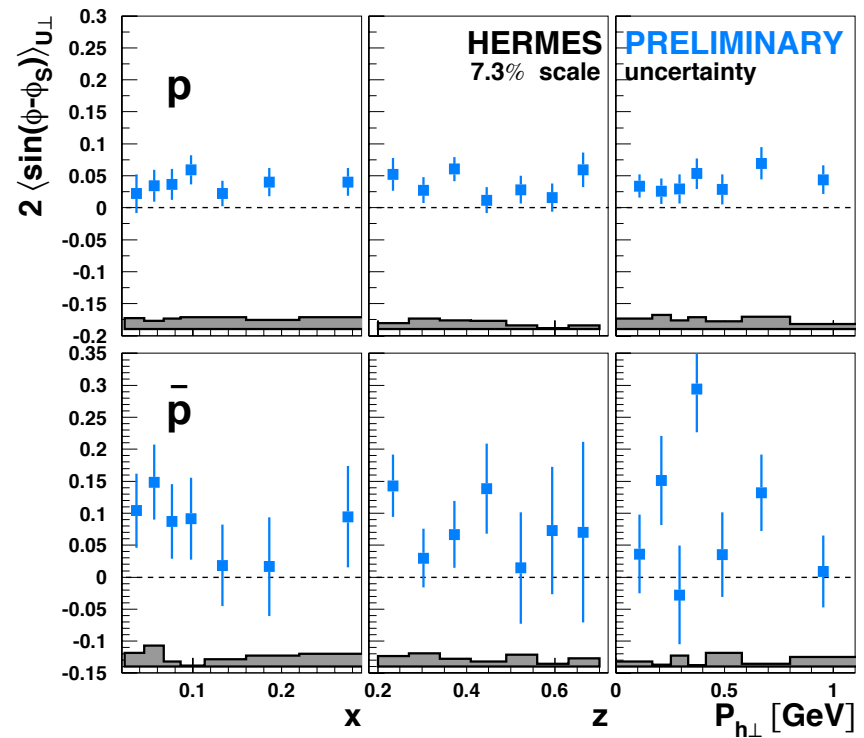 2 ⟨sin(ϕ-ϕS)⟩U⊥
0.3
0.25
0.2
0.15
0.1
0.05
0
-0.05
-0.1
-0.15
-0.2
p
HERMES PRELIMINARY
7.3% scale uncertainty
0.35
0.3
0.25
0.2
0.15
0.1
0.05
0
-0.05
-0.1
-0.15
p̄
0.1 0.2
0.2 0.4 0.6
0 0.5 1
x
z
Ph⊥ [GeV]